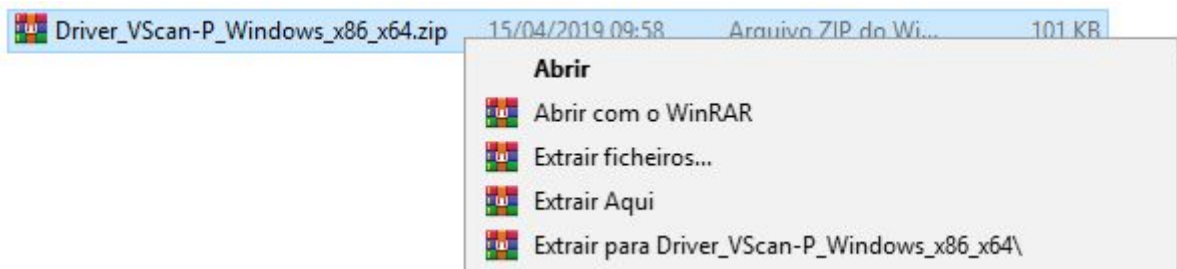 Driver_VScan-P_Windows_x86_x64.zip 15/04/2019 09:58 Arquivo ZIP do Wi... 101 KB
Abrir
Abrir com o WinRAR
Extrair ficheiros...
Extrair Aqui
Extrair para Driver_VScan-P_Windows_x86_x64\